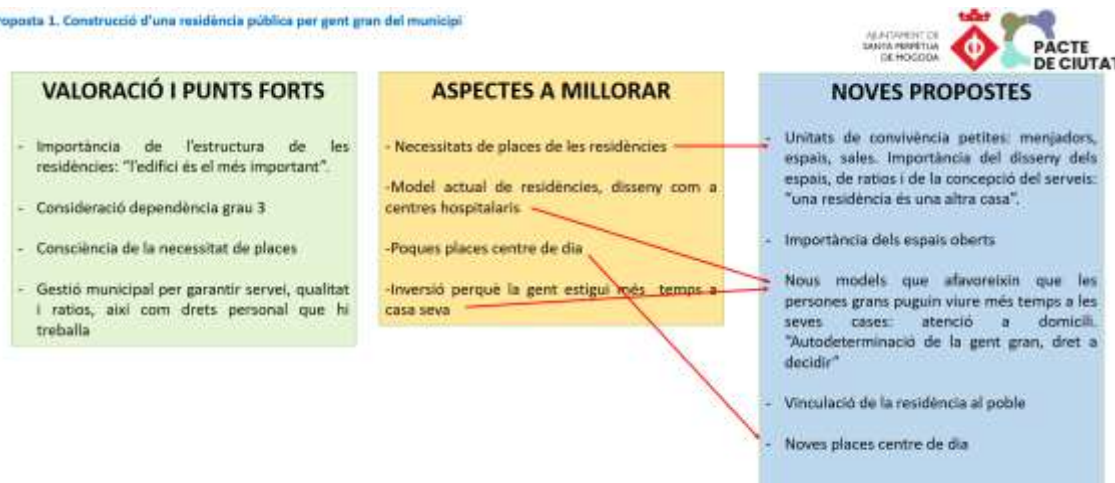 roposta 1. Construcció d'una residència pública per gent gran del municipi
AJUNTAMENT DE
SANTA PERPÈTUA
DE MOGODA
PACTE
DE CIUTAT
VALORACIÓ I PUNTS FORTS
- Importància de l'estructura de les
residències: "l'edifici és el més important".
- Consideració dependència grau 3
- Consciència de la necessitat de places
- Gestió municipal per garantir servei, qualitat
i ratios, així com drets personal que hi
treballa
ASPECTES A MILLORAR
- Necessitats de places de les residències
-Model actual de residències, disseny com a
centres hospitalaris
-Poques places centre de dia
-Inversió perquè la gent estigui més temps a
casa seva
NOVES PROPOSTES
- Unitats de convivència petites: menjadors,
espais, sales. Importància del disseny dels
espais, de ratios i de la concepció del serveis:
"una residència és una altra casa".
- Importància dels espais oberts
- Nous models que afavoreixin que les
persones grans puguin viure més temps a les
seves cases: atenció a domicili.
"Autodeterminació de la gent gran, dret a
decidir"
- Vinculació de la residència al poble
- Noves places centre de dia